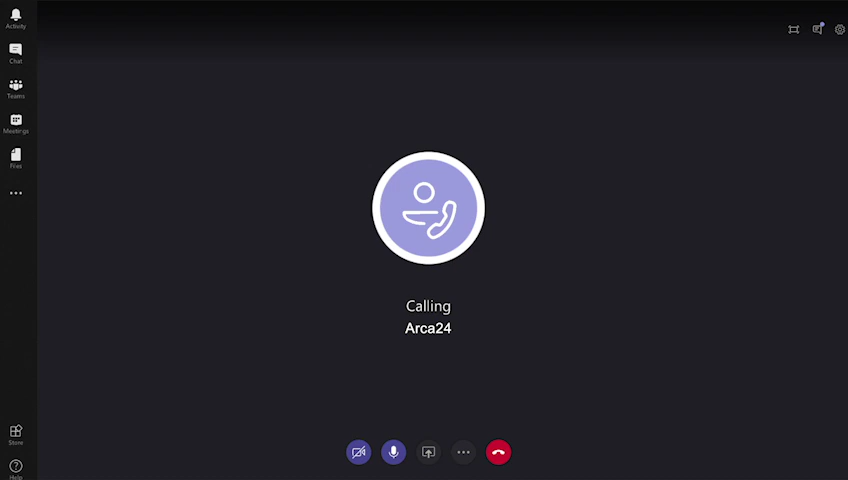 Activity
Chat
Teams
Meetings
Files
Calling
Arca24
Store
Help